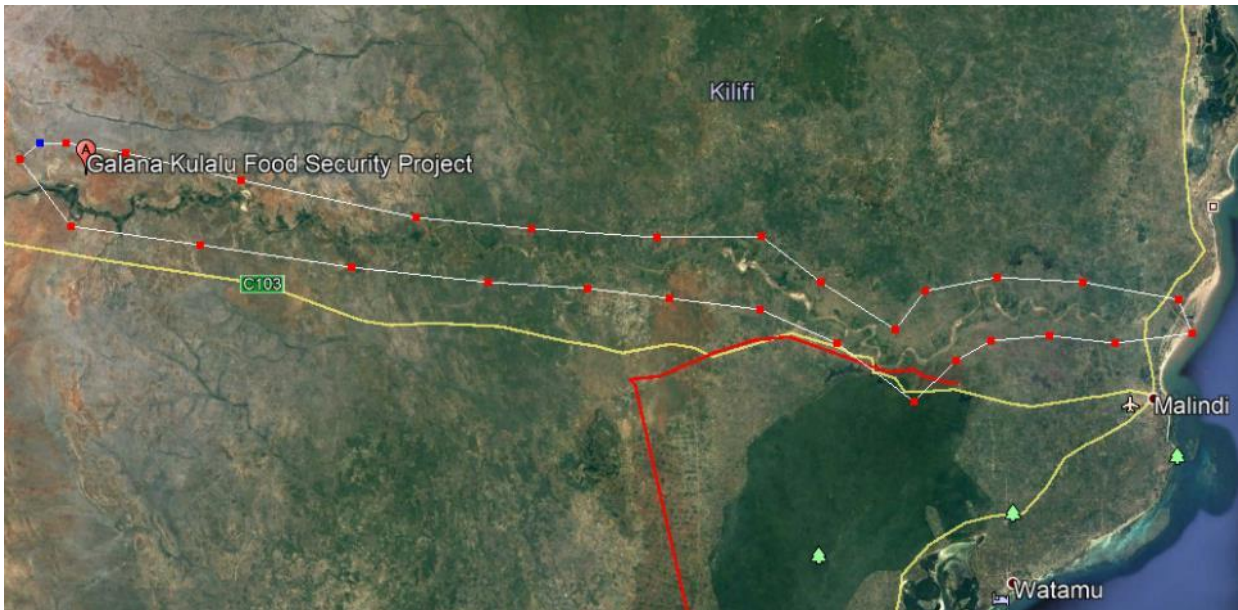 Kilifi
A
Galana-Kulalu Food Security Project
C103
Malindi
Watamu